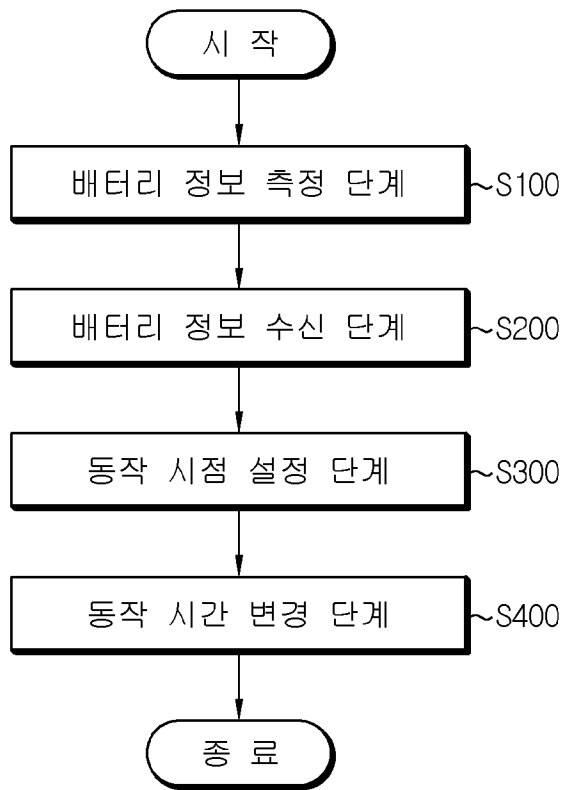 시 작
배터리 정보 측정 단계 ~S100
배터리 정보 수신 단계 ~S200
동작 시점 설정 단계 ~S300
동작 시간 변경 단계 ~S400
종 료